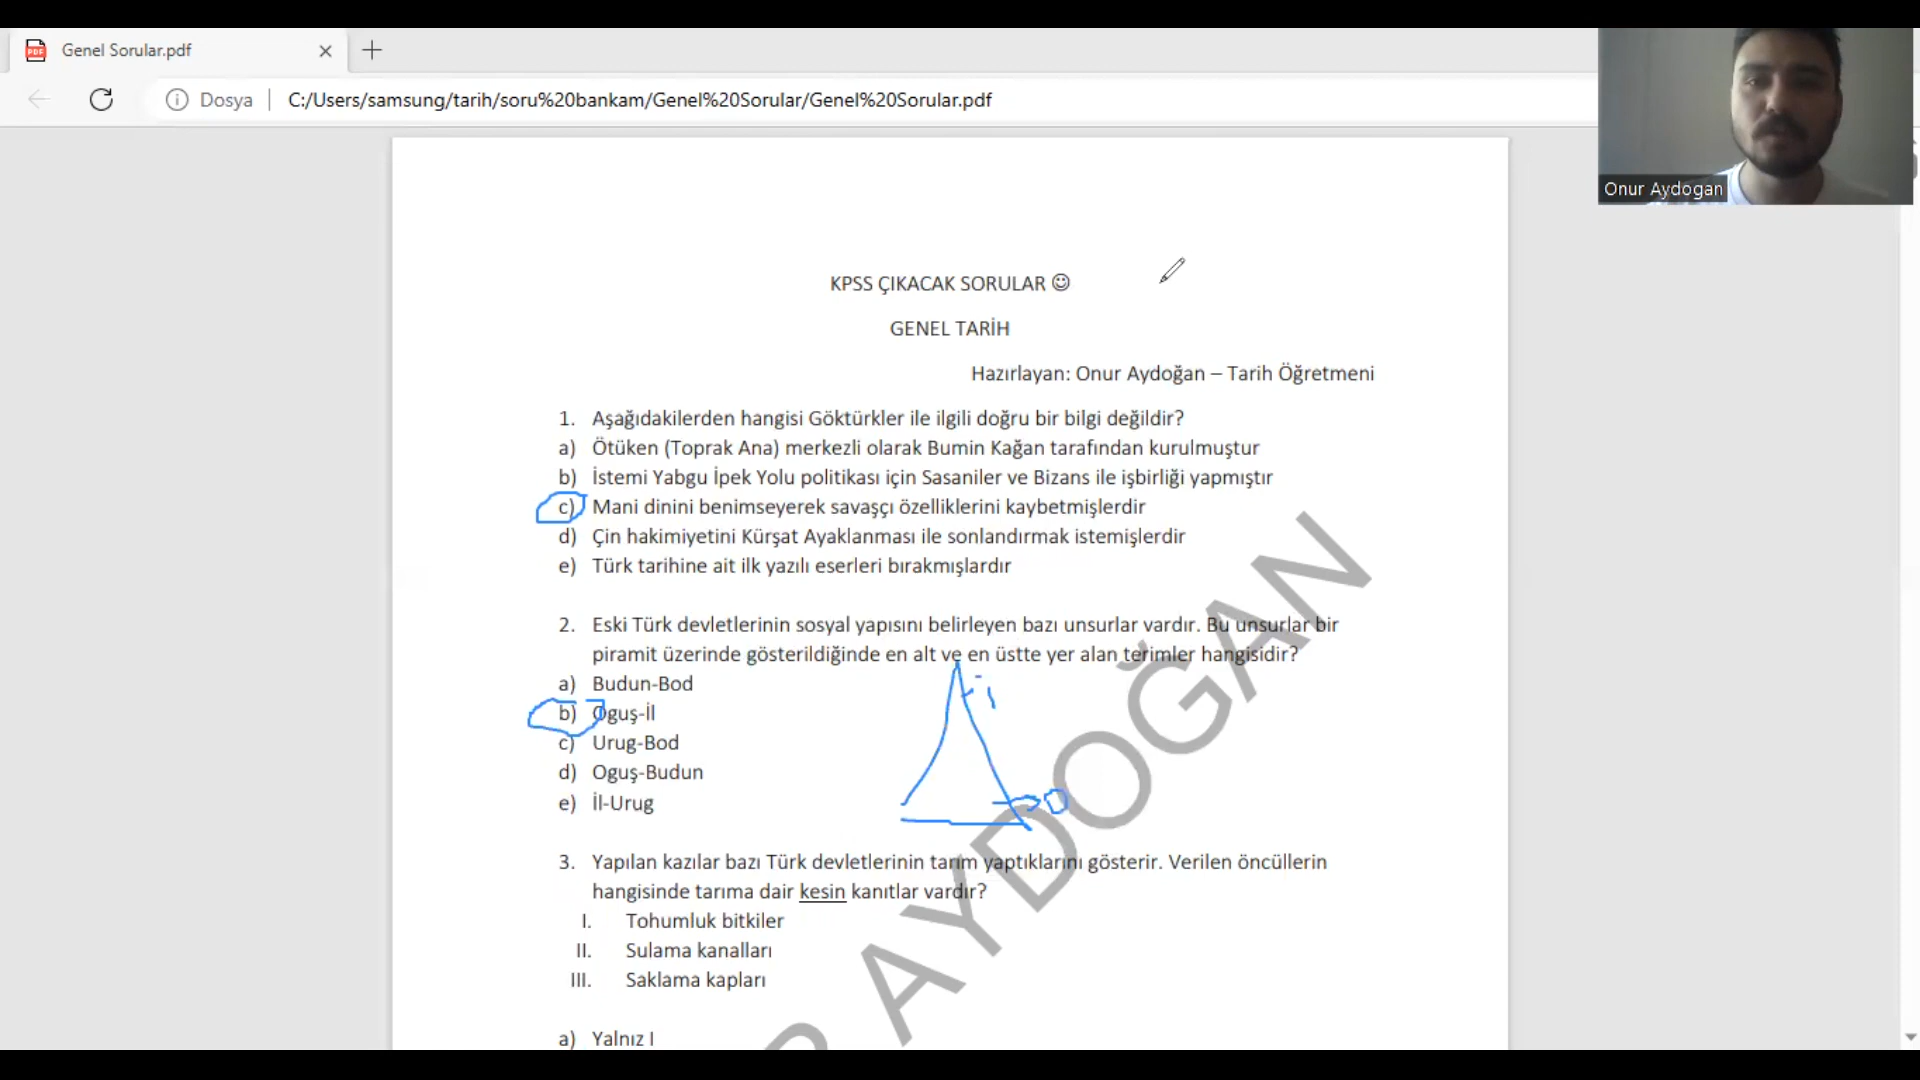 Genel Sorular.pdf
Dosya
C:/Users/samsung/tarih/soru%20bankam/Genel%20Sorular/Genel%20Sorular.pdf
Onur Aydogan
KPSS ÇIKACAK SORULAR ☺
GENEL TARİH
Hazırlayan: Onur Aydoğan – Tarih Öğretmeni
1. Aşağıdakilerden hangisi Göktürkler ile ilgili doğru bir bilgi değildir?
a) Ötüken (Toprak Ana) merkezli olarak Bumin Kağan tarafından kurulmuştur
b) İstemi Yabgu İpek Yolu politikası için Sasaniler ve Bizans ile işbirliği yapmıştır
c) Mani dinini benimseyerek savaşçı özelliklerini kaybetmişlerdir
d) Çin hakimiyetini Kürşat Ayaklanması ile sonlandırmak istemişlerdir
e) Türk tarihine ait ilk yazılı eserleri bırakmışlardır
2. Eski Türk devletlerinin sosyal yapısını belirleyen bazı unsurlar vardır. Bu unsurlar bir
piramit üzerinde gösterildiğinde en alt ve en üstte yer alan terimler hangisidir?
a) Budun-Bod
b) Oguş-İl
c) Urug-Bod
d) Oguş-Budun
e) İl-Urug
3. Yapılan kazılar bazı Türk devletlerinin tarım yaptıklarını gösterir. Verilen öncüllerin
hangisinde tarıma dair kesin kanıtlar vardır?
I. Tohumluk bitkiler
II. Sulama kanalları
III. Saklama kapları
a) Yalnız I
R AYDOĞAN